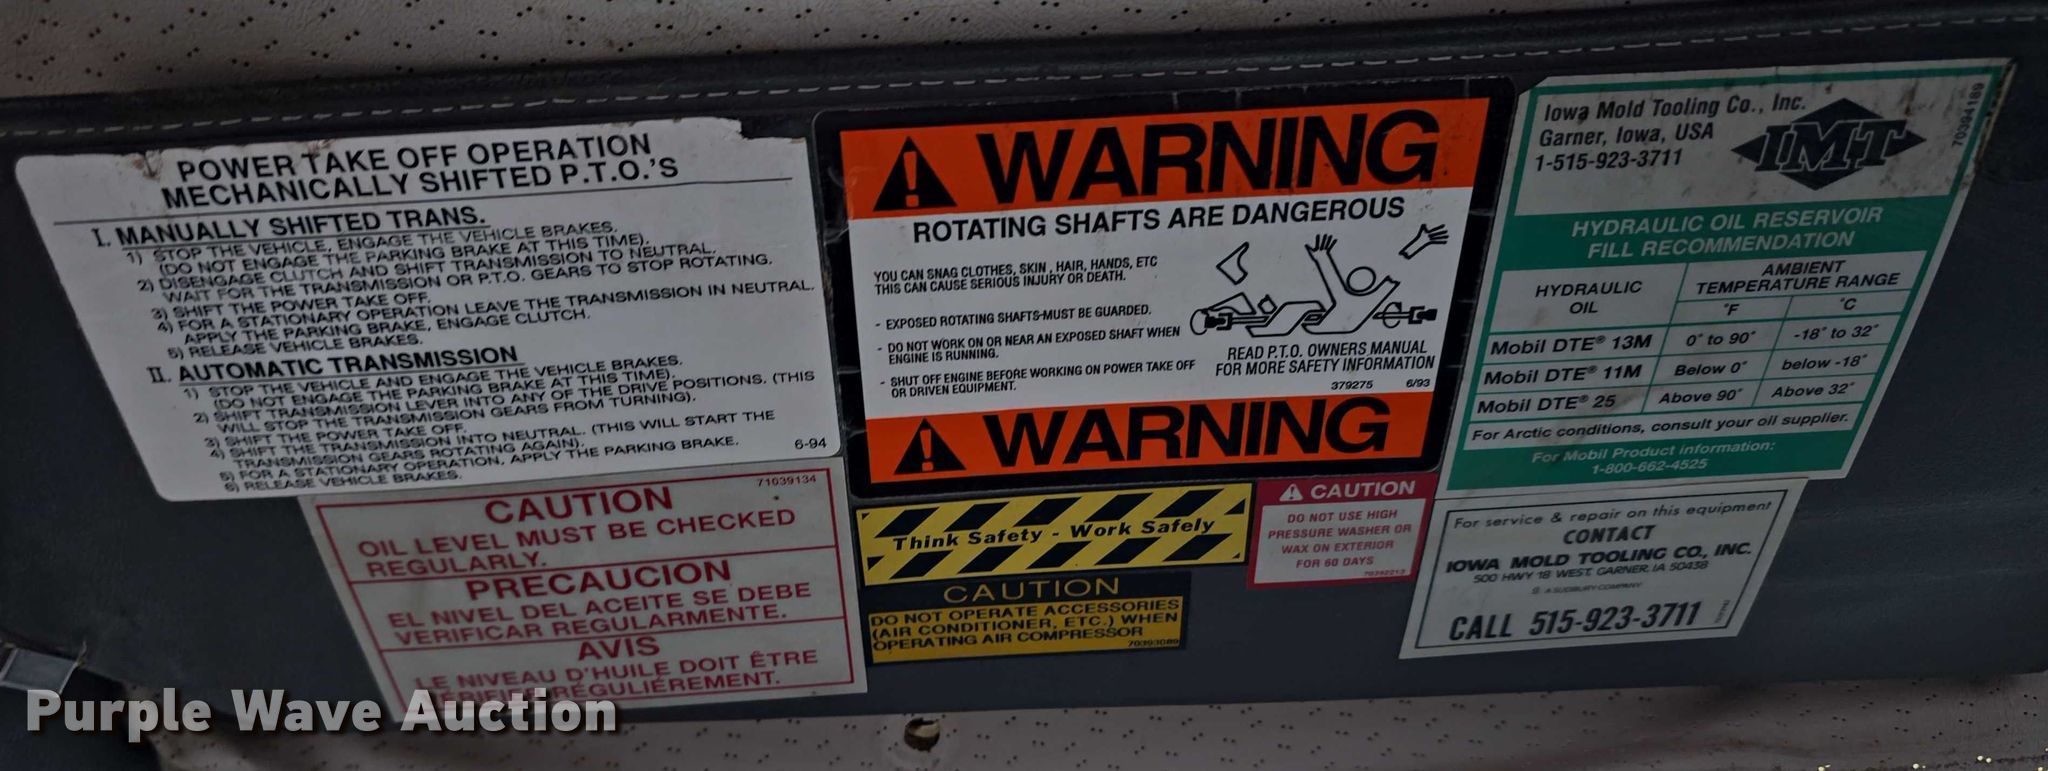 POWER TAKE OFF OPERATION
MECHANICALLY SHIFTED P.T.O.'S
I. MANUALLY SHIFTED TRANS.
1) STOP THE VEHICLE, ENGAGE THE VEHICLE BRAKES.
(DO NOT ENGAGE THE PARKING BRAKE AT THIS TIME).
2) DISENGAGE CLUTCH AND SHIFT TRANSMISSION TO NEUTRAL.
WAIT FOR THE TRANSMISSION OR P.T.O. GEARS TO STOP ROTATING.
3) SHIFT THE POWER TAKE OFF.
4) FOR A STATIONARY OPERATION LEAVE THE TRANSMISSION IN NEUTRAL.
APPLY THE PARKING BRAKE, ENGAGE CLUTCH.
5) RELEASE VEHICLE BRAKES.
II. AUTOMATIC TRANSMISSION
1) STOP THE VEHICLE AND ENGAGE THE VEHICLE BRAKES.
(DO NOT ENGAGE THE PARKING BRAKE AT THIS TIME).
2) SHIFT TRANSMISSION LEVER INTO ANY OF THE DRIVE POSITIONS. (THIS
WILL STOP THE TRANSMISSION GEARS FROM TURNING).
3) SHIFT THE POWER TAKE OFF.
4) SHIFT THE TRANSMISSION INTO NEUTRAL. (THIS WILL START THE
TRANSMISSION GEARS ROTATING AGAIN).
5) FOR A STATIONARY OPERATION, APPLY THE PARKING BRAKE.
6) RELEASE VEHICLE BRAKES.
6-94
WARNING
ROTATING SHAFTS ARE DANGEROUS
YOU CAN SNAG CLOTHES, SKIN, HAIR, HANDS, ETC
THIS CAN CAUSE SERIOUS INJURY OR DEATH.
- EXPOSED ROTATING SHAFTS-MUST BE GUARDED.
- DO NOT WORK ON OR NEAR AN EXPOSED SHAFT WHEN
ENGINE IS RUNNING.
- SHUT OFF ENGINE BEFORE WORKING ON POWER TAKE OFF
OR DRIVEN EQUIPMENT.
READ P.T.O. OWNERS MANUAL
FOR MORE SAFETY INFORMATION
379275 6/93
WARNING
Iowa Mold Tooling Co., Inc.
Garner, Iowa, USA
1-515-923-3711
IMT
70394189
HYDRAULIC OIL RESERVOIR
FILL RECOMMENDATION
HYDRAULIC OIL
AMBIENT TEMPERATURE RANGE
°F °C
Mobil DTE® 13M 0° to 90° -18° to 32°
Mobil DTE® 11M Below 0° below -18°
Mobil DTE® 25 Above 90° Above 32°
For Arctic conditions, consult your oil supplier.
For Mobil Product information:
1-800-662-4525
71039134
CAUTION
OIL LEVEL MUST BE CHECKED
REGULARLY.
PRECAUCION
EL NIVEL DEL ACEITE SE DEBE
VERIFICAR REGULARMENTE.
AVIS
LE NIVEAU D'HUILE DOIT ÊTRE
VÉRIFIÉ RÉGULIÈREMENT.
Think Safety - Work Safely
CAUTION
DO NOT OPERATE ACCESSORIES
(AIR CONDITIONER, ETC.) WHEN
OPERATING AIR COMPRESSOR
70393089
CAUTION
DO NOT USE HIGH
PRESSURE WASHER OR
WAX ON EXTERIOR
FOR 60 DAYS
70392213
For service & repair on this equipment
CONTACT
IOWA MOLD TOOLING CO., INC.
500 HWY 18 WEST, GARNER, IA 50438
A SUDBURY COMPANY
CALL 515-923-3711
Purple Wave Auction